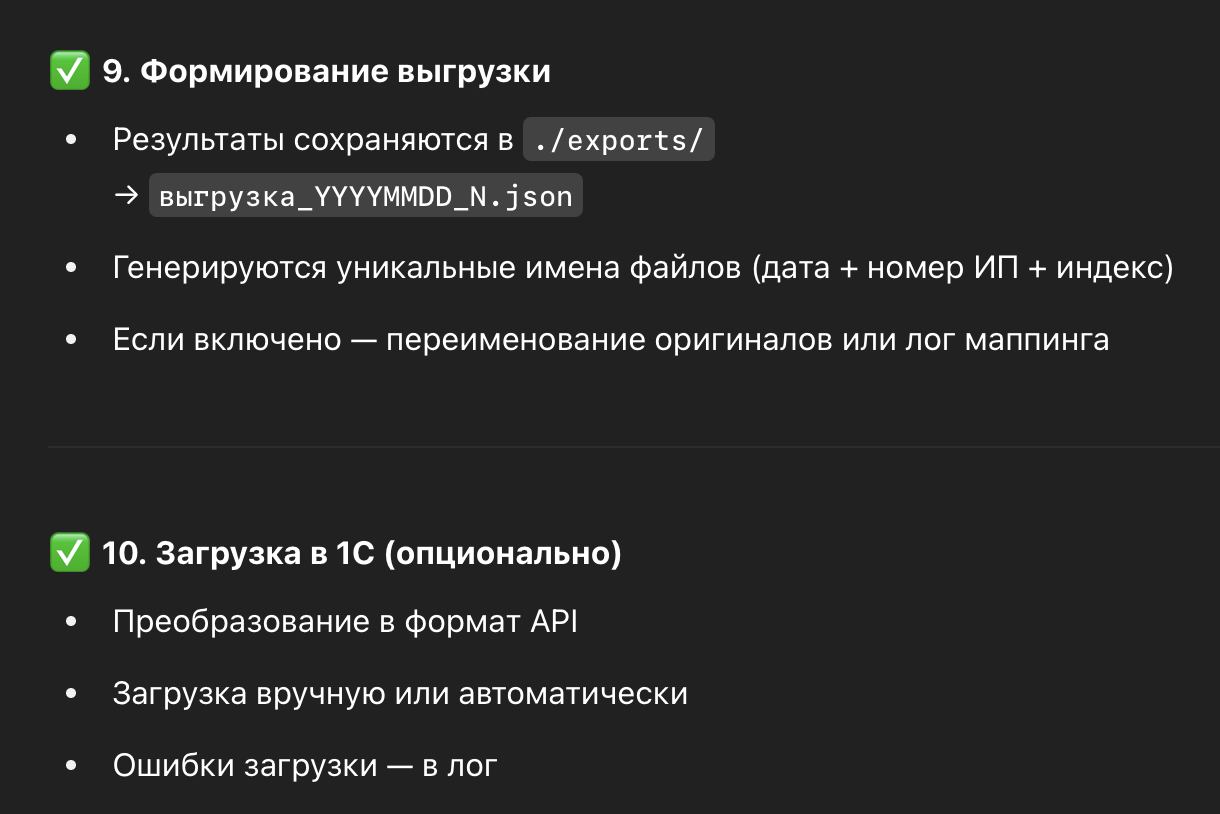 ✅ 9. Формирование выгрузки
• Результаты сохраняются в ./exports/
→ выгрузка_YYYYMMDD_N.json
• Генерируются уникальные имена файлов (дата + номер ИП + индекс)
• Если включено — переименование оригиналов или лог маппинга
✅ 10. Загрузка в 1С (опционально)
• Преобразование в формат API
• Загрузка вручную или автоматически
• Ошибки загрузки — в лог